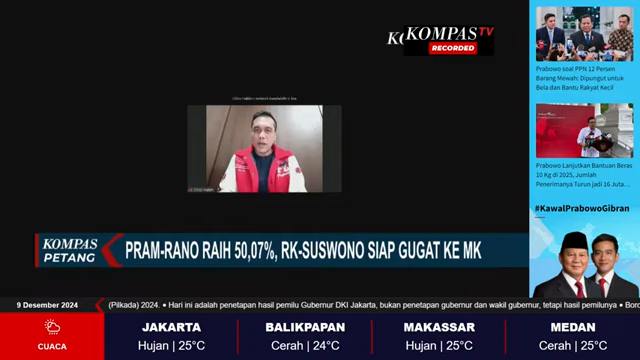 KOMPAS TV
RECORDED
KOMPAS
PETANG
PRAM-RANO RAIH 50,07%, RK-SUSWONO SIAP GUGAT KE MK
Prabowo soal PPN 12 Persen
Barang Mewah: Dipungut untuk
Bela dan Bantu Rakyat Kecil
Prabowo Lanjutkan Bantuan Beras
10 Kg di 2025, Jumlah
Penerimanya Turun jadi 16 Juta...
#KawalPrabowoGibran
9 Desember 2024
(Pilkada) 2024. • Hari ini adalah penetapan hasil pemilu Gubernur DKI Jakarta, bukan penetapan gubernur dan wakil gubernur, tetapi hasil pemilunya • Boro
CUACA
JAKARTA
Hujan | 25°C
BALIKPAPAN
Cerah | 24°C
MAKASSAR
Hujan | 25°C
MEDAN
Cerah | 25°C